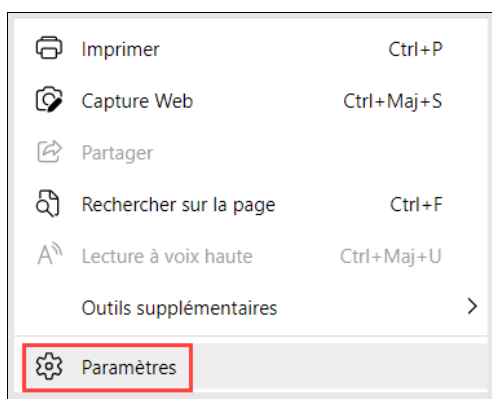 Imprimer Ctrl+P
Capture Web Ctrl+Maj+S
Partager
Rechercher sur la page Ctrl+F
Lecture à voix haute Ctrl+Maj+U
Outils supplémentaires
Paramètres